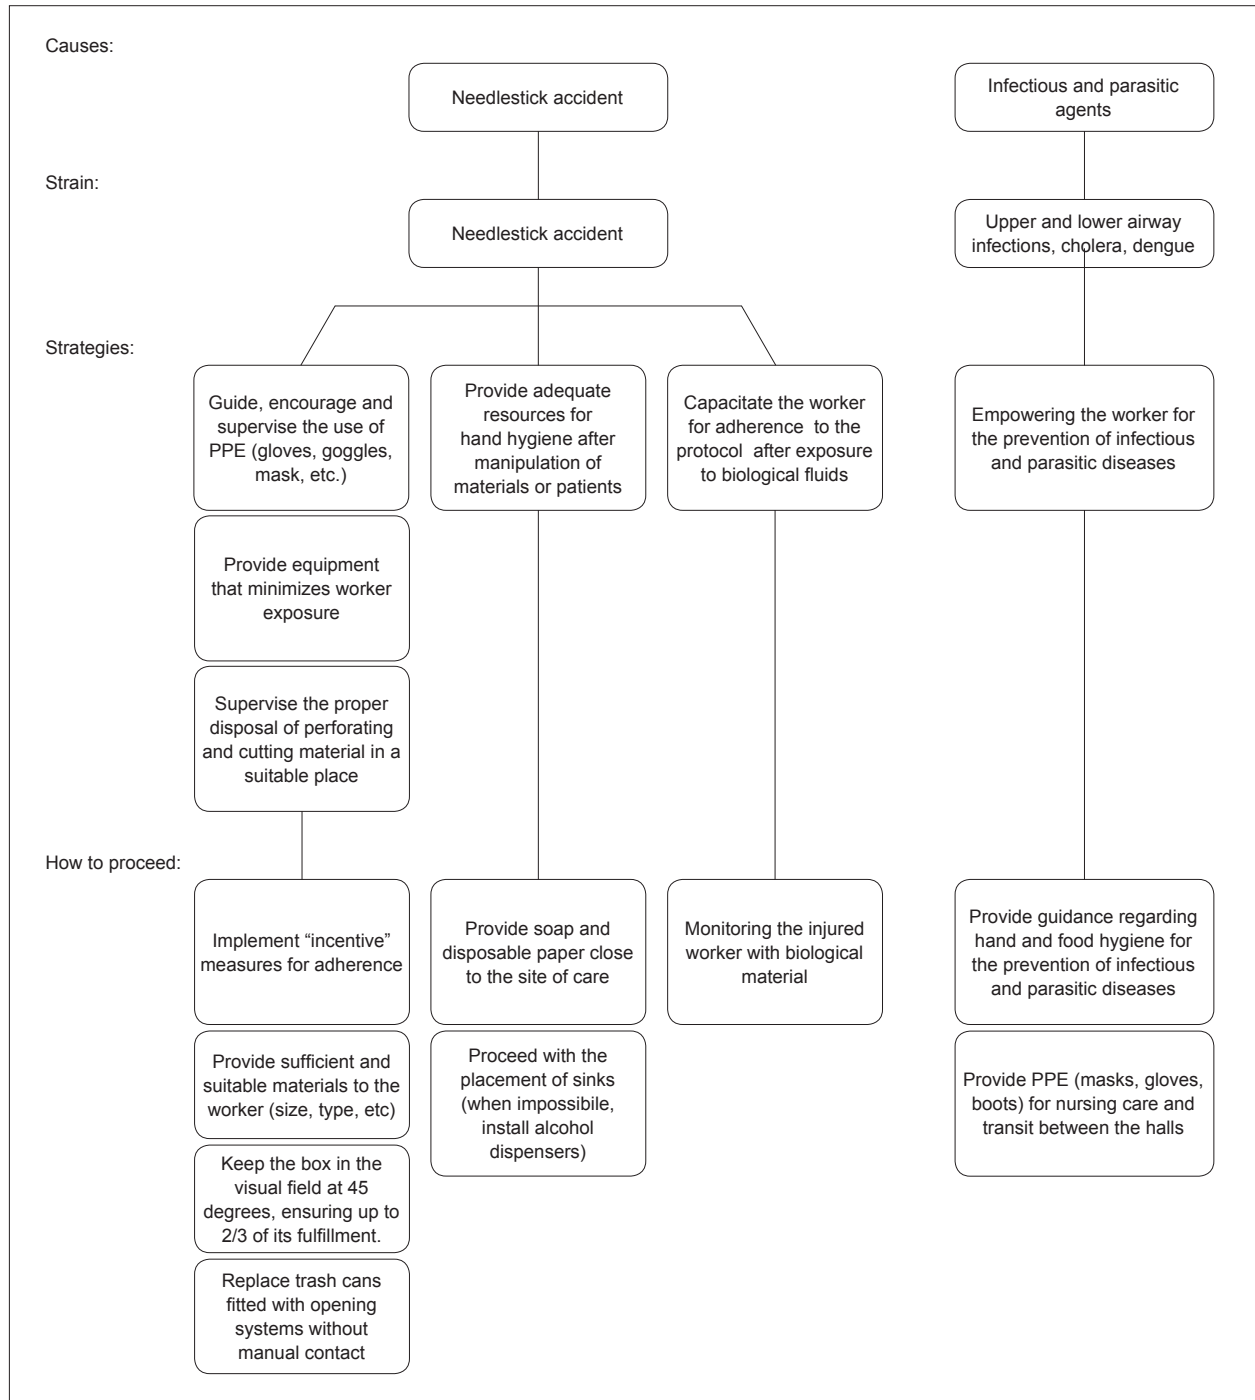 Causes:
Needlestick accident
Infectious and parasitic
agents
Strain:
Needlestick accident
Upper and lower airway
infections, cholera, dengue
Strategies:
Guide, encourage and
supervise the use of
PPE (gloves, goggles,
mask, etc.)
Provide adequate
resources for
hand hygiene after
manipulation of
materials or patients
Capacitate the worker
for adherence to the
protocol after exposure
to biological fluids
Empowering the worker for
the prevention of infectious
and parasitic diseases
Provide equipment
that minimizes worker
exposure
Supervise the proper
disposal of perforating
and cutting material in a
suitable place
How to proceed:
Implement “incentive”
measures for adherence
Provide soap and
disposable paper close
to the site of care
Monitoring the injured
worker with biological
material
Provide guidance regarding
hand and food hygiene for
the prevention of infectious
and parasitic diseases
Provide sufficient and
suitable materials to the
worker (size, type, etc)
Proceed with the
placement of sinks
(when impossibile,
install alcohol
dispensers)
Provide PPE (masks, gloves,
boots) for nursing care and
transit between the halls
Keep the box in the
visual field at 45
degrees, ensuring up to
2/3 of its fulfillment.
Replace trash cans
fitted with opening
systems without
manual contact